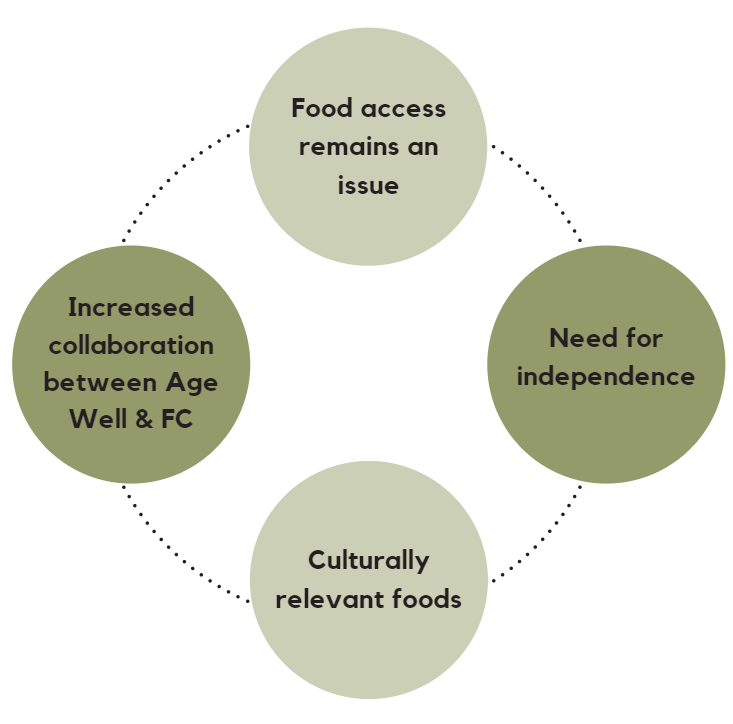 Food access
remains an
issue
Increased
collaboration
between Age
Well & FC
Need for
independence
Culturally
relevant foods